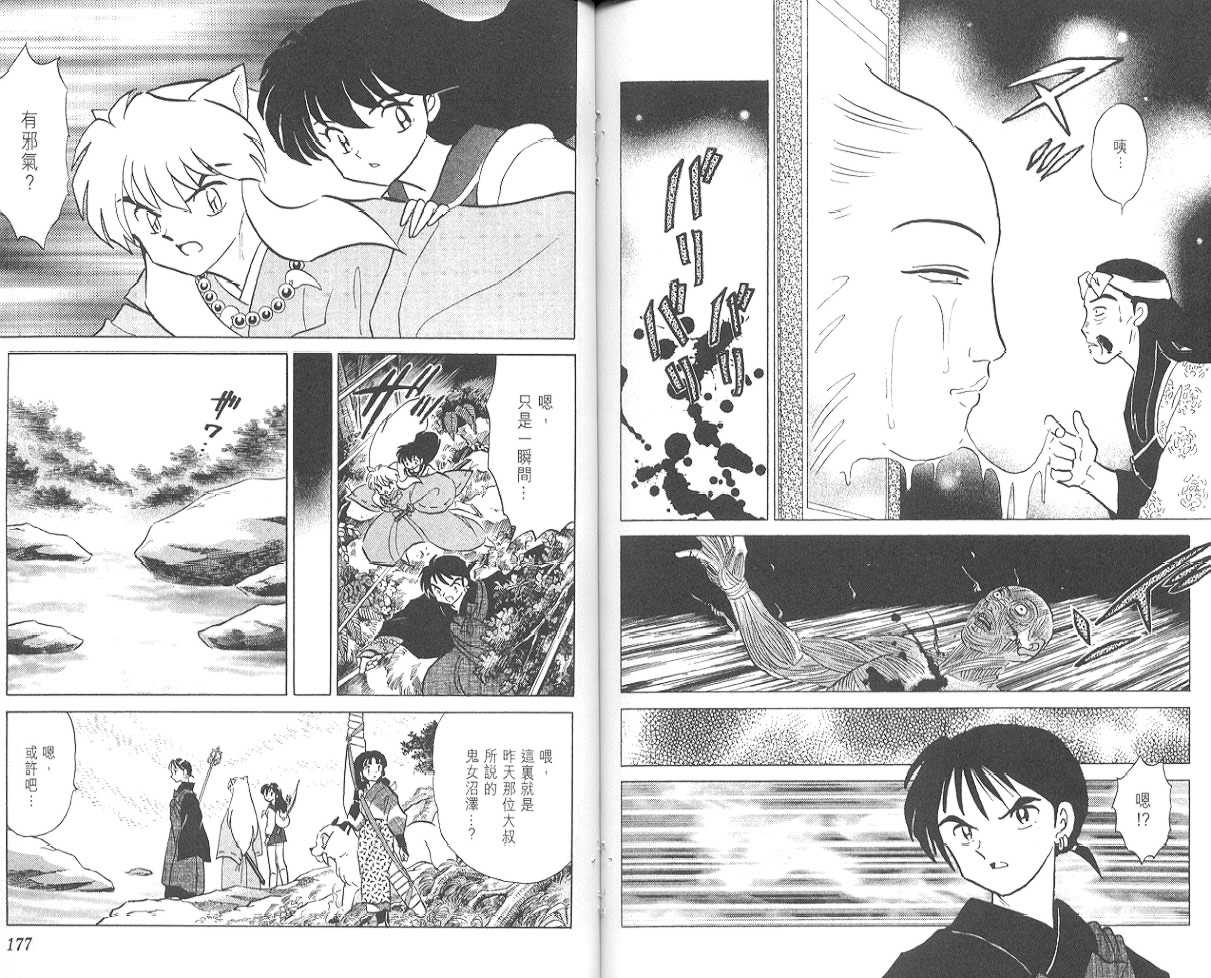 咦…
嗯!?
有邪氣?
嗯,
只是一瞬間…
喂,
這裏就是
昨天那位大叔
所說的
鬼女沼澤…?
嗯,
或許吧…
177